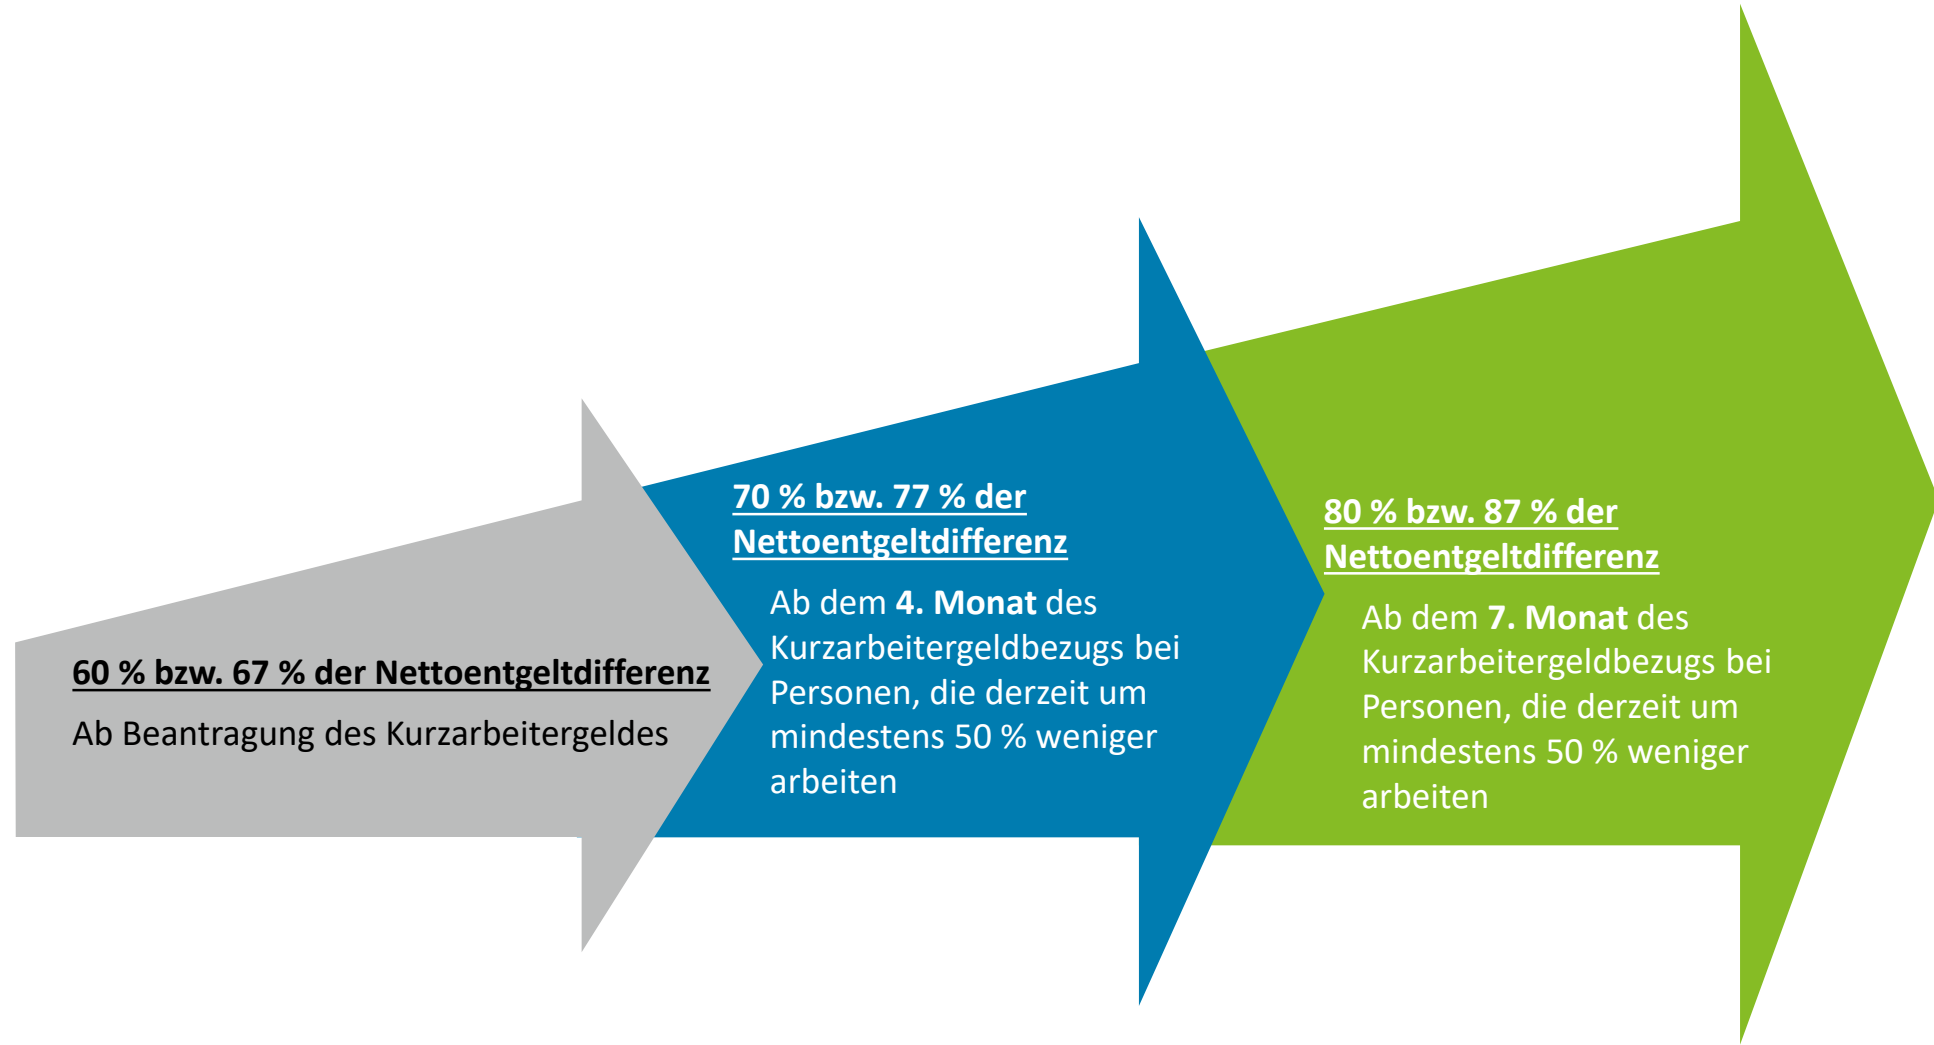 60 % bzw. 67 % der Nettoentgeltdifferenz
Ab Beantragung des Kurzarbeitergeldes
70 % bzw. 77 % der
Nettoentgeltdifferenz
Ab dem 4. Monat des
Kurzarbeitergeldbezugs bei
Personen, die derzeit um
mindestens 50 % weniger
arbeiten
80 % bzw. 87 % der
Nettoentgeltdifferenz
Ab dem 7. Monat des
Kurzarbeitergeldbezugs bei
Personen, die derzeit um
mindestens 50 % weniger
arbeiten